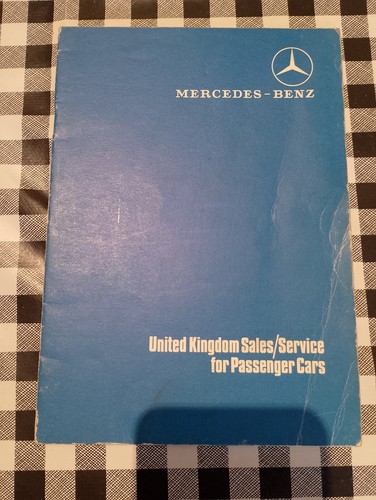 MERCEDES-BENZ
United Kingdom Sales/Service
for Passenger Cars